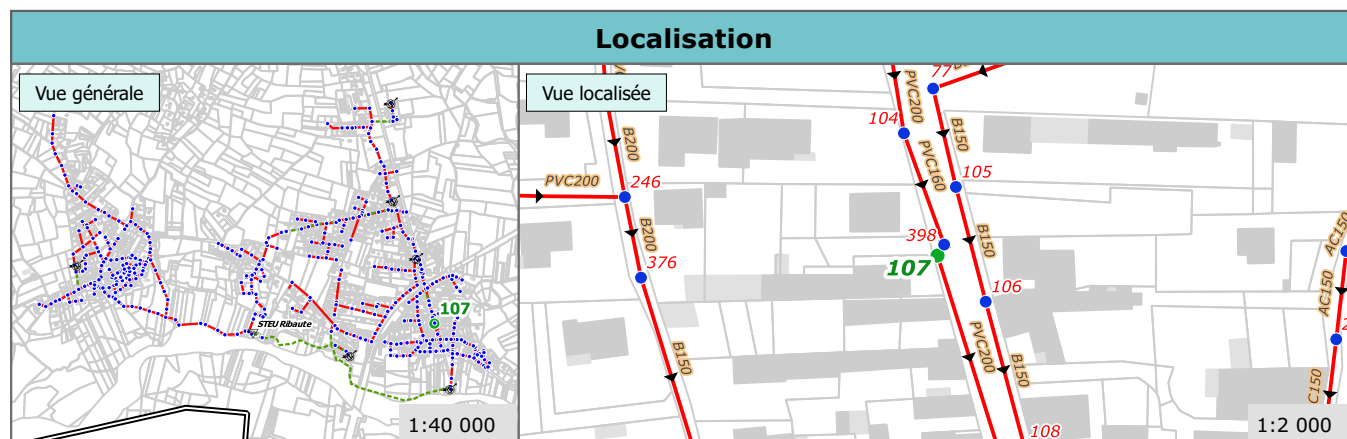 Localisation
Vue générale
107
STEU Ribaute
1:40 000
Vue localisée
77
PVC200
104
B200
PVC160
B150
PVC200
246
105
B200
398
B150
AC150
107
376
106
AC150
B150
PVC200
B150
108
1:2 000